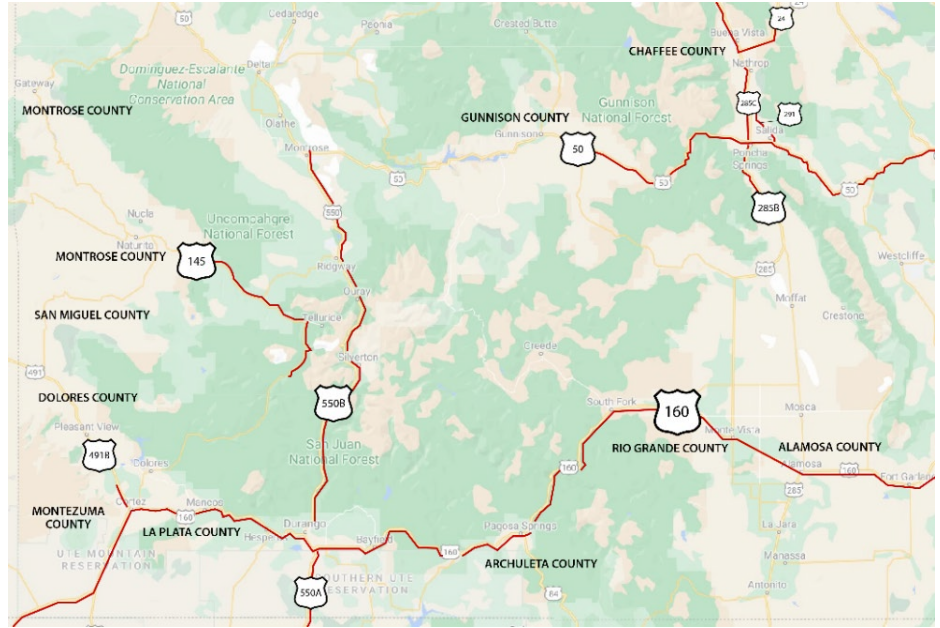 50
24
24
Cedaredge
Paonia
Crested Butte
Buena Vista
CHAFFEE COUNTY
Delta
Nathrop
Dominguez-Escalante
National
Conservation Area
Gateway
MONTROSE COUNTY
Olathe
Gunnison
National Forest
285C
291
GUNNISON COUNTY
Gunnison
Salida
Montrose
50
Poncha
Springs
50
50
285B
Nucla
550
Uncompahgre
National Forest
Naturita
Westcliffe
MONTROSE COUNTY
145
Ridgway
285
Ouray
Moffat
SAN MIGUEL COUNTY
Telluride
Crestone
Silverton
Creede
491
DOLORES COUNTY
550B
South Fork
160
Mosca
Pleasant View
Monte Vista
491B
San Juan
National Forest
RIO GRANDE COUNTY
ALAMOSA COUNTY
Dolores
160
Alamosa
160
Fort Garland
285
Cortez
Mancos
MONTEZUMA
COUNTY
160
LA PLATA COUNTY
Durango
Pagosa Springs
La Jara
Hesperus
Bayfield
UTE MOUNTAIN
RESERVATION
160
ARCHULETA COUNTY
Manassa
SOUTHERN UTE
RESERVATION
550A
84
Antonito